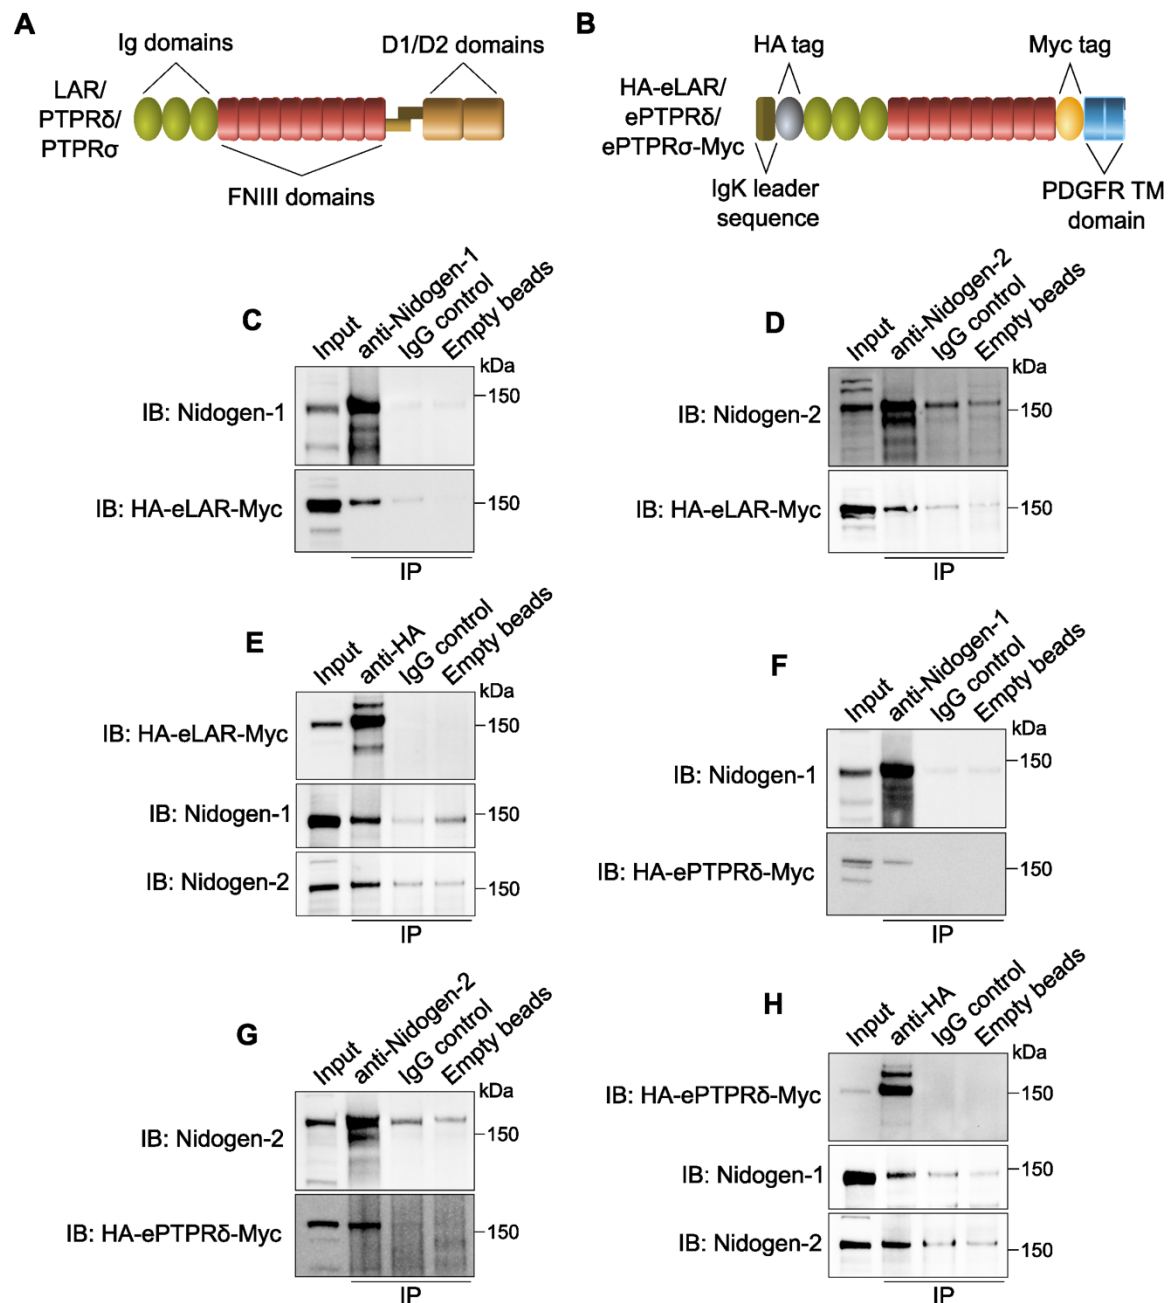 A
Ig domains
D1/D2 domains
LAR/
PTPRδ/
PTPRσ
FNIII domains
B
HA tag
Myc tag
HA-eLAR/
ePTPRδ/
ePTPRσ-Myc
IgK leader
sequence
PDGFR TM
domain
C
Input
anti-Nidogen-1
IgG control
Empty beads
kDa
IB: Nidogen-1
150
IB: HA-eLAR-Myc
150
IP
D
Input
anti-Nidogen-2
IgG control
Empty beads
kDa
IB: Nidogen-2
150
IB: HA-eLAR-Myc
150
IP
E
Input
anti-HA
IgG control
Empty beads
kDa
IB: HA-eLAR-Myc
150
IB: Nidogen-1
150
IB: Nidogen-2
150
IP
F
Input
anti-Nidogen-1
IgG control
Empty beads
kDa
IB: Nidogen-1
150
IB: HA-ePTPRδ-Myc
150
IP
G
Input
anti-Nidogen-2
IgG control
Empty beads
kDa
IB: Nidogen-2
150
IB: HA-ePTPRδ-Myc
150
IP
H
Input
anti-HA
IgG control
Empty beads
kDa
IB: HA-ePTPRδ-Myc
150
IB: Nidogen-1
150
IB: Nidogen-2
150
IP